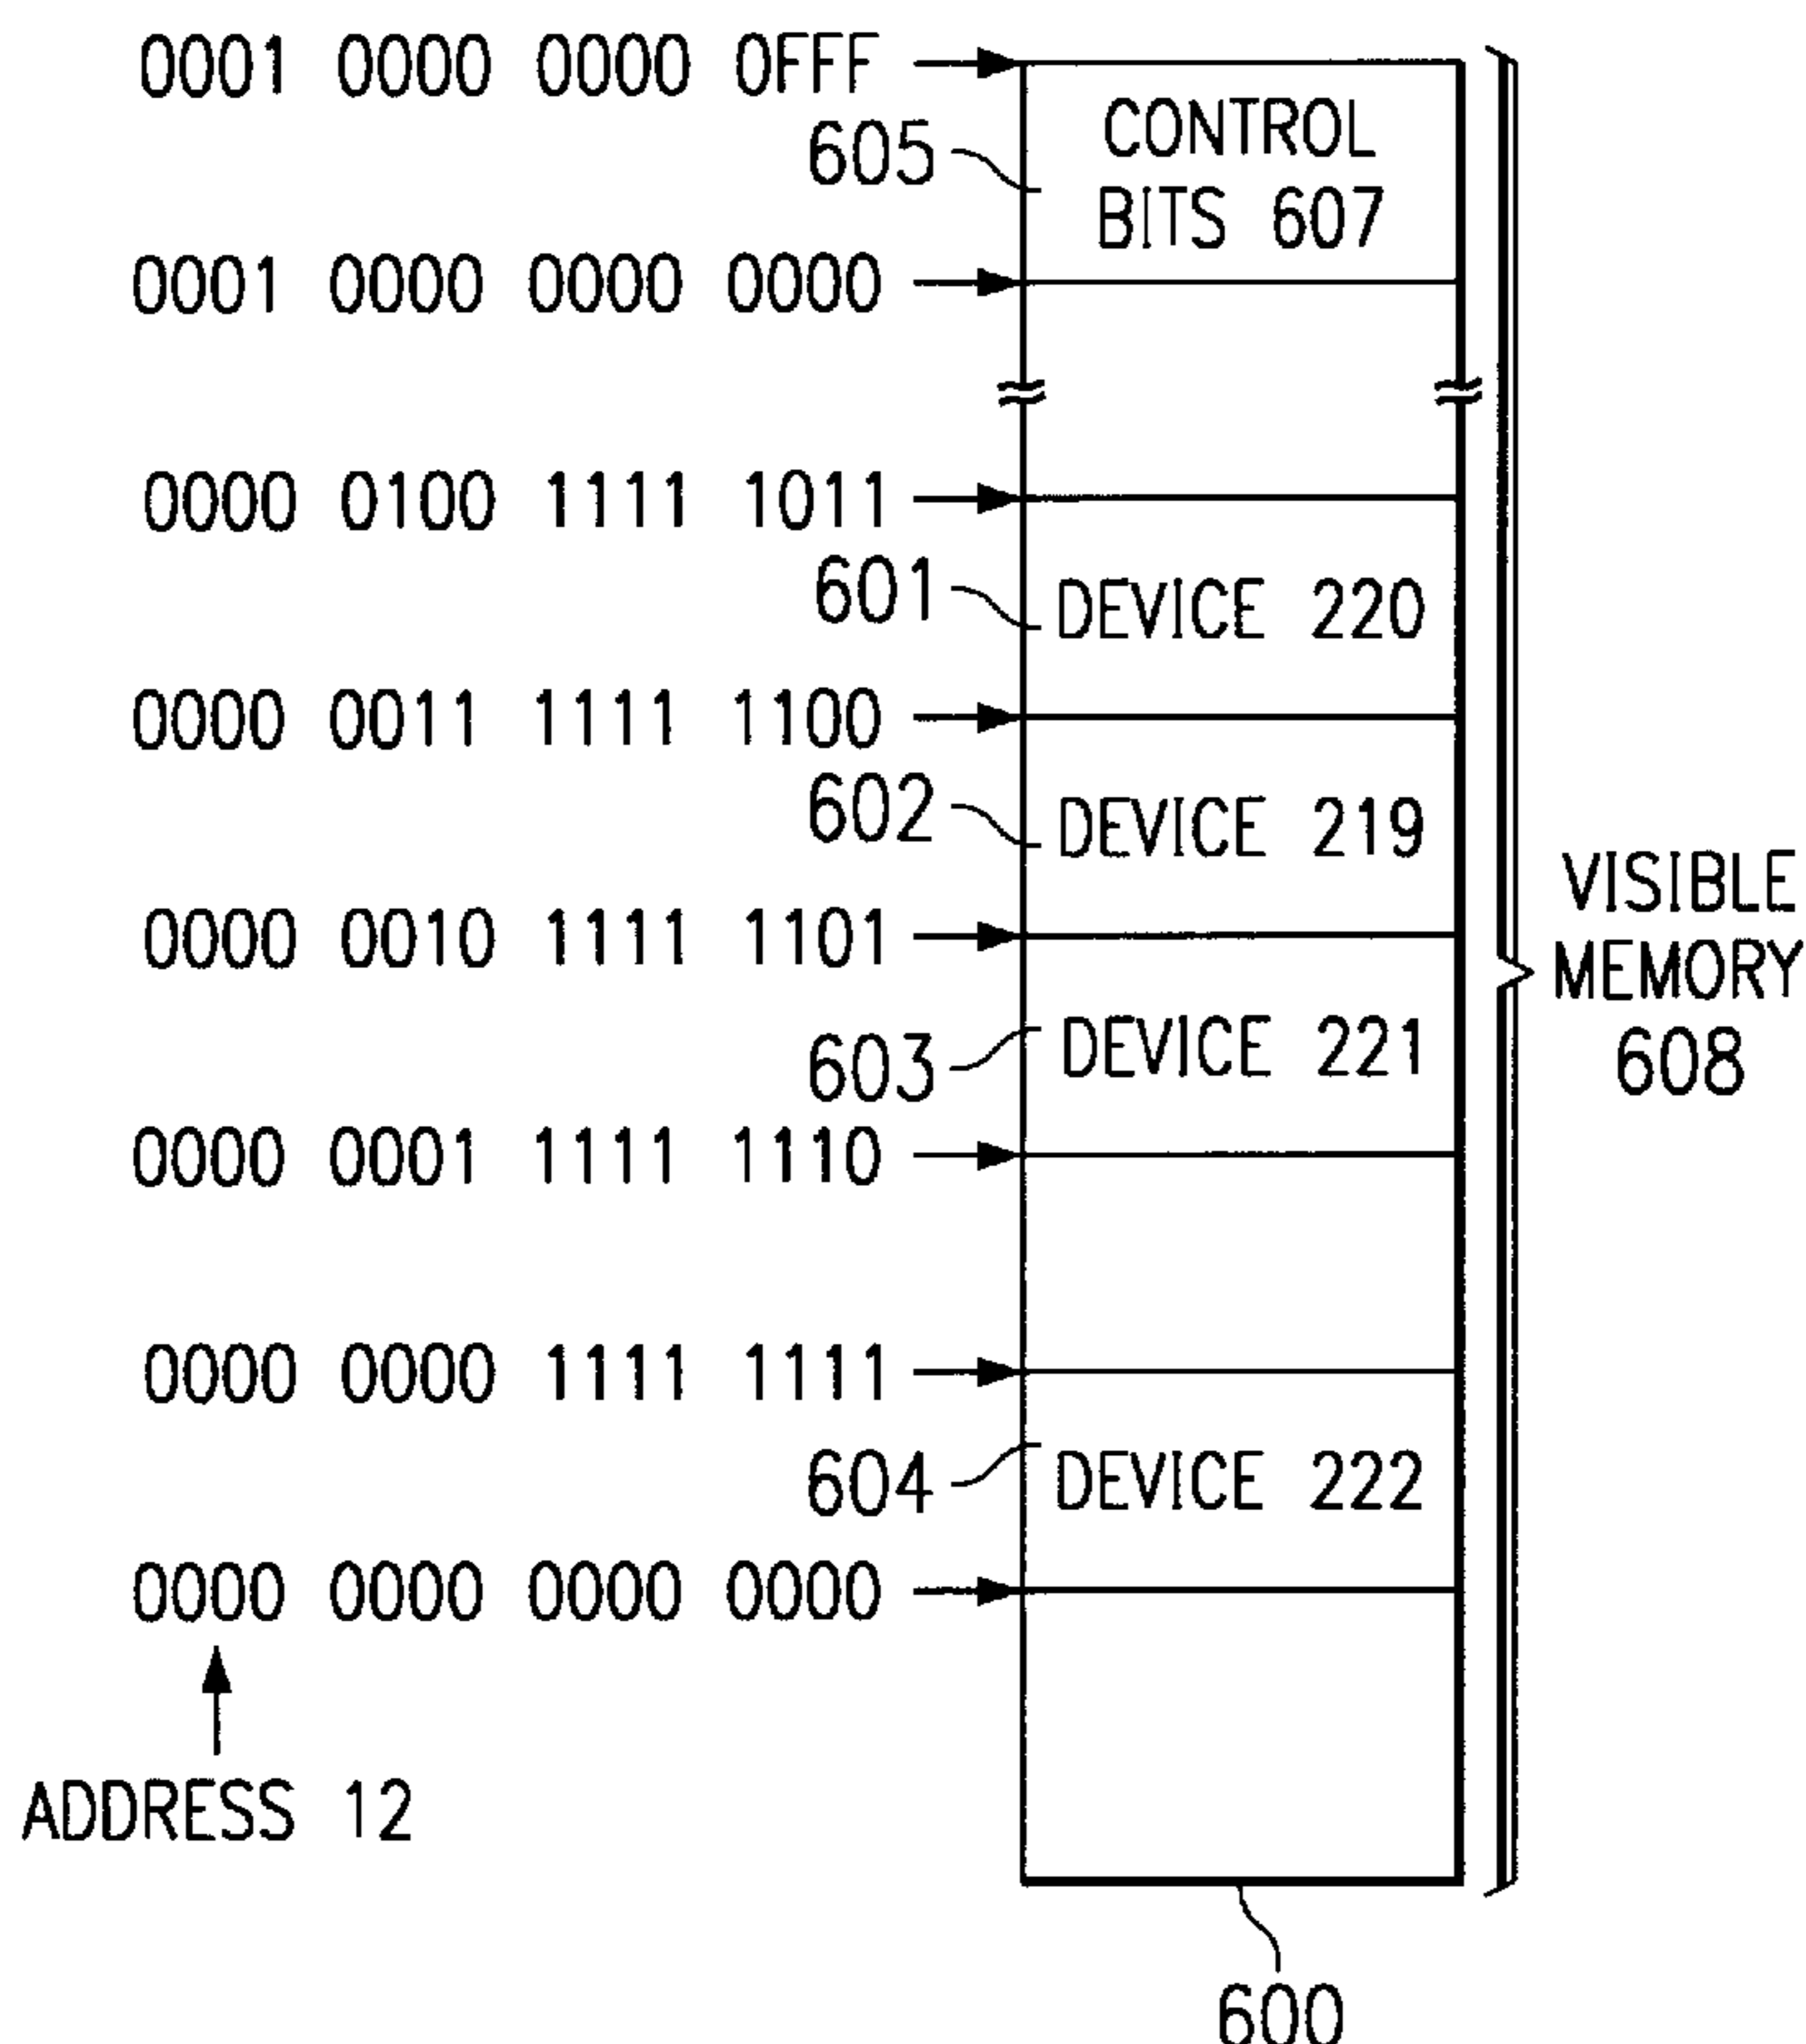 0001 0000 0000 0FFF
CONTROL
605
BITS 607
0001 0000 0000 0000
0000 0100 1111 1011
601
DEVICE 220
0000 0011 1111 1100
602
DEVICE 219
VISIBLE
0000 0010 1111 1101
MEMORY
603
DEVICE 221
608
0000 0001 1111 1110
0000 0000 1111 1111
604
DEVICE 222
0000 0000 0000 0000
ADDRESS 12
600